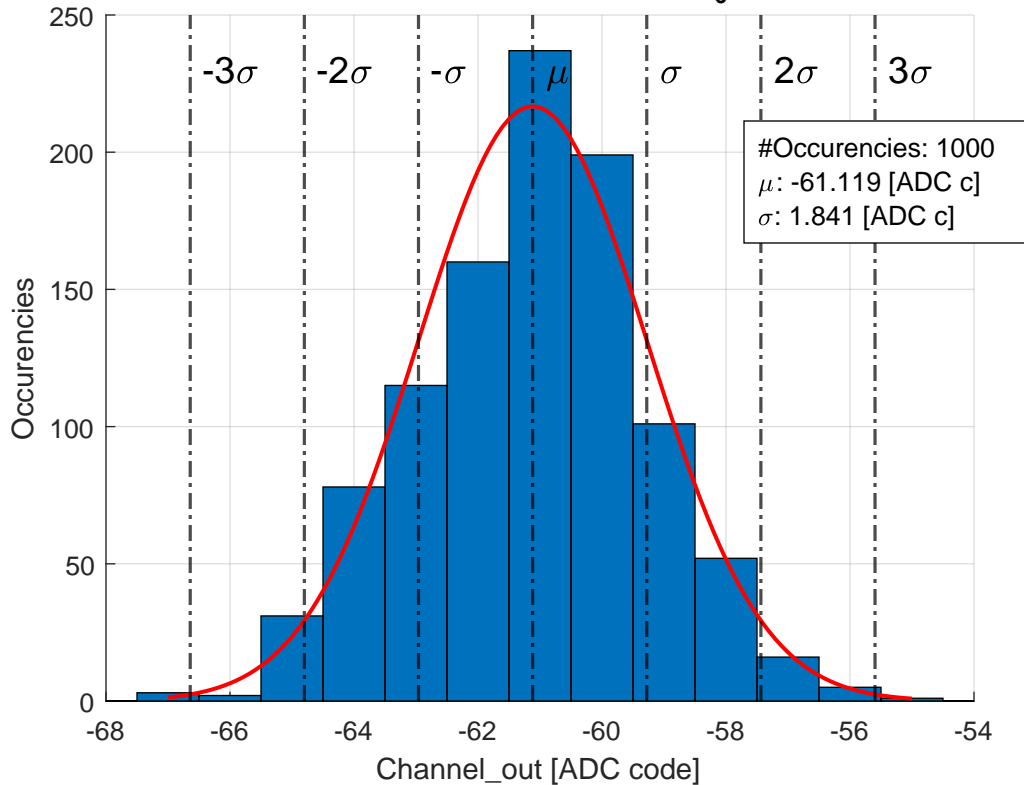 250
200
150
100
50
0
-3σ
-2σ
-σ
μ
σ
2σ
3σ
#Occurencies: 1000
μ: -61.119 [ADC c]
σ: 1.841 [ADC c]
Occurencies
-68
-66
-64
-62
-60
-58
-56
-54
Channel_out [ADC code]